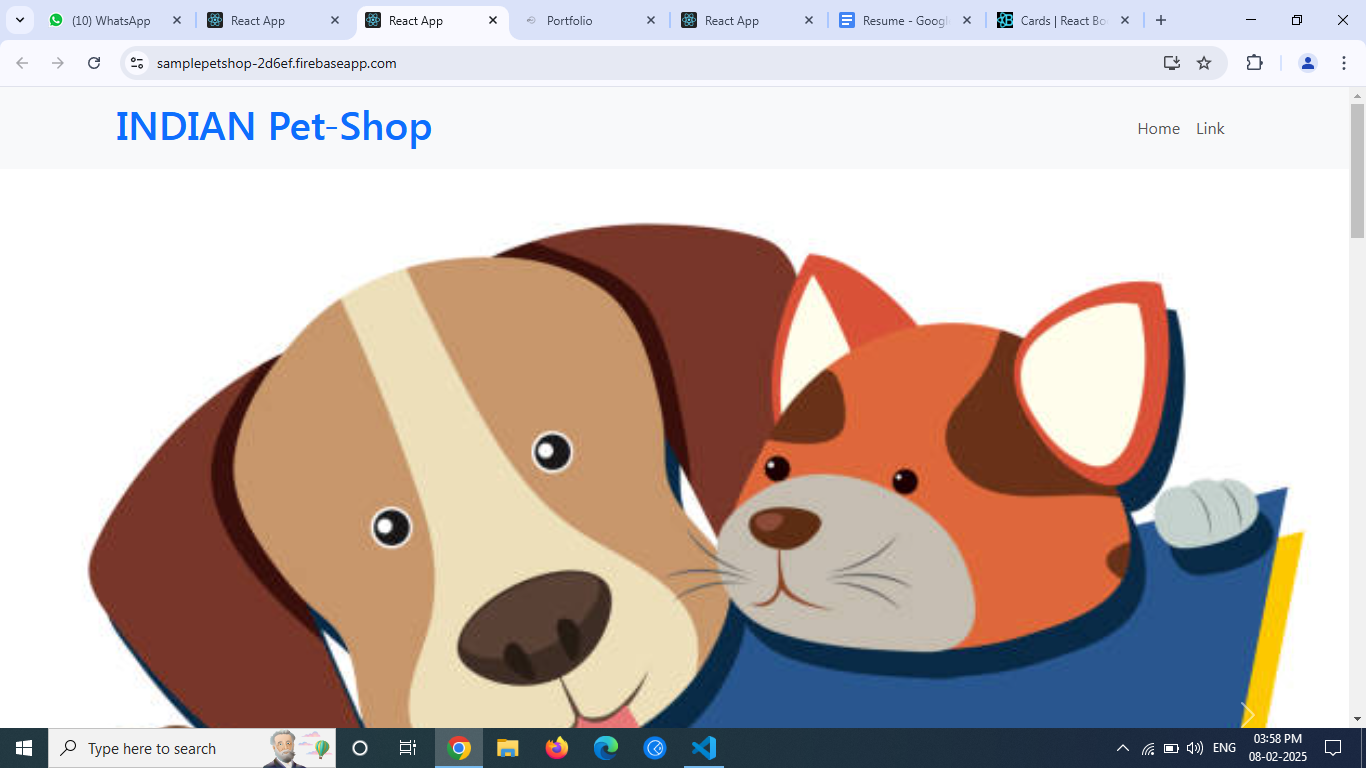 (10) WhatsApp
React App
React App
Portfolio
React App
Resume - Googl
Cards | React Bo
samplepetshop-2d6ef.firebaseapp.com
INDIAN Pet-Shop
Home
Link
Type here to search
ENG
03:58 PM
08-02-2025